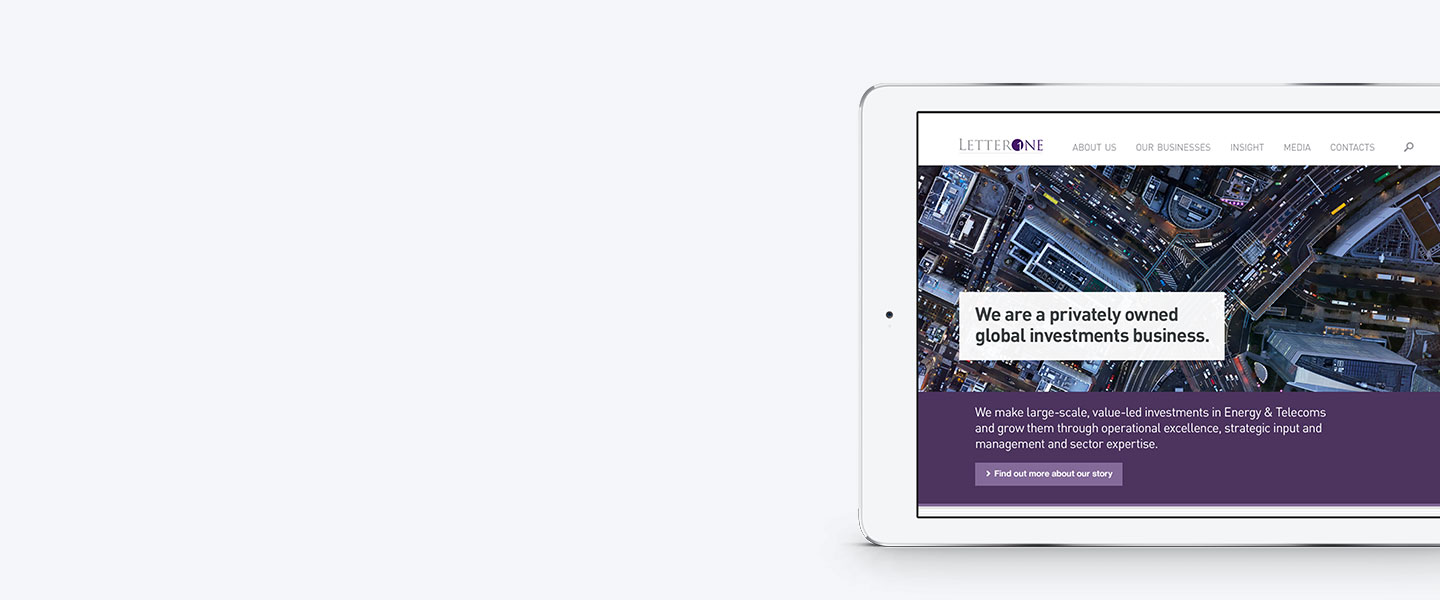 LETTERONE
ABOUT US
OUR BUSINESSES
INSIGHT
MEDIA
CONTACTS
We are a privately owned
global investments business.
We make large-scale, value-led investments in Energy & Telecoms
and grow them through operational excellence, strategic input and
management and sector expertise.
Find out more about our story